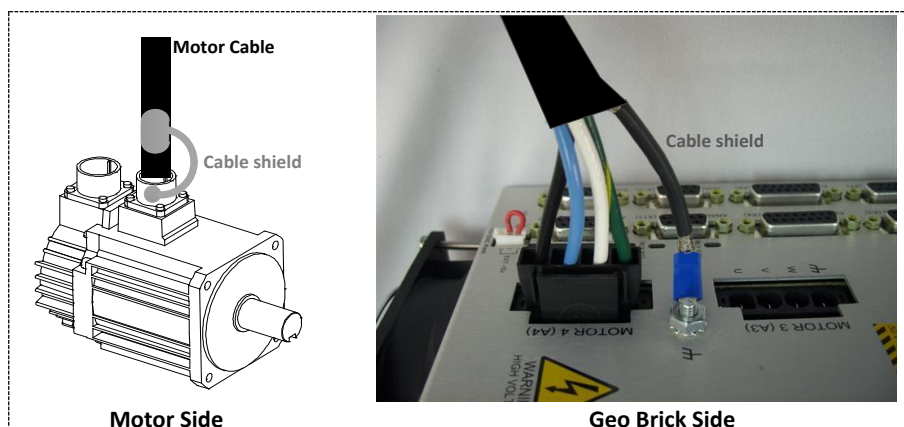 Motor Cable
Cable shield
Motor Side
Cable shield
MOTOR 4 (A4)
U V W
MOTOR 3 (A3)
WARNING
HIGH VOLT
Geo Brick Side